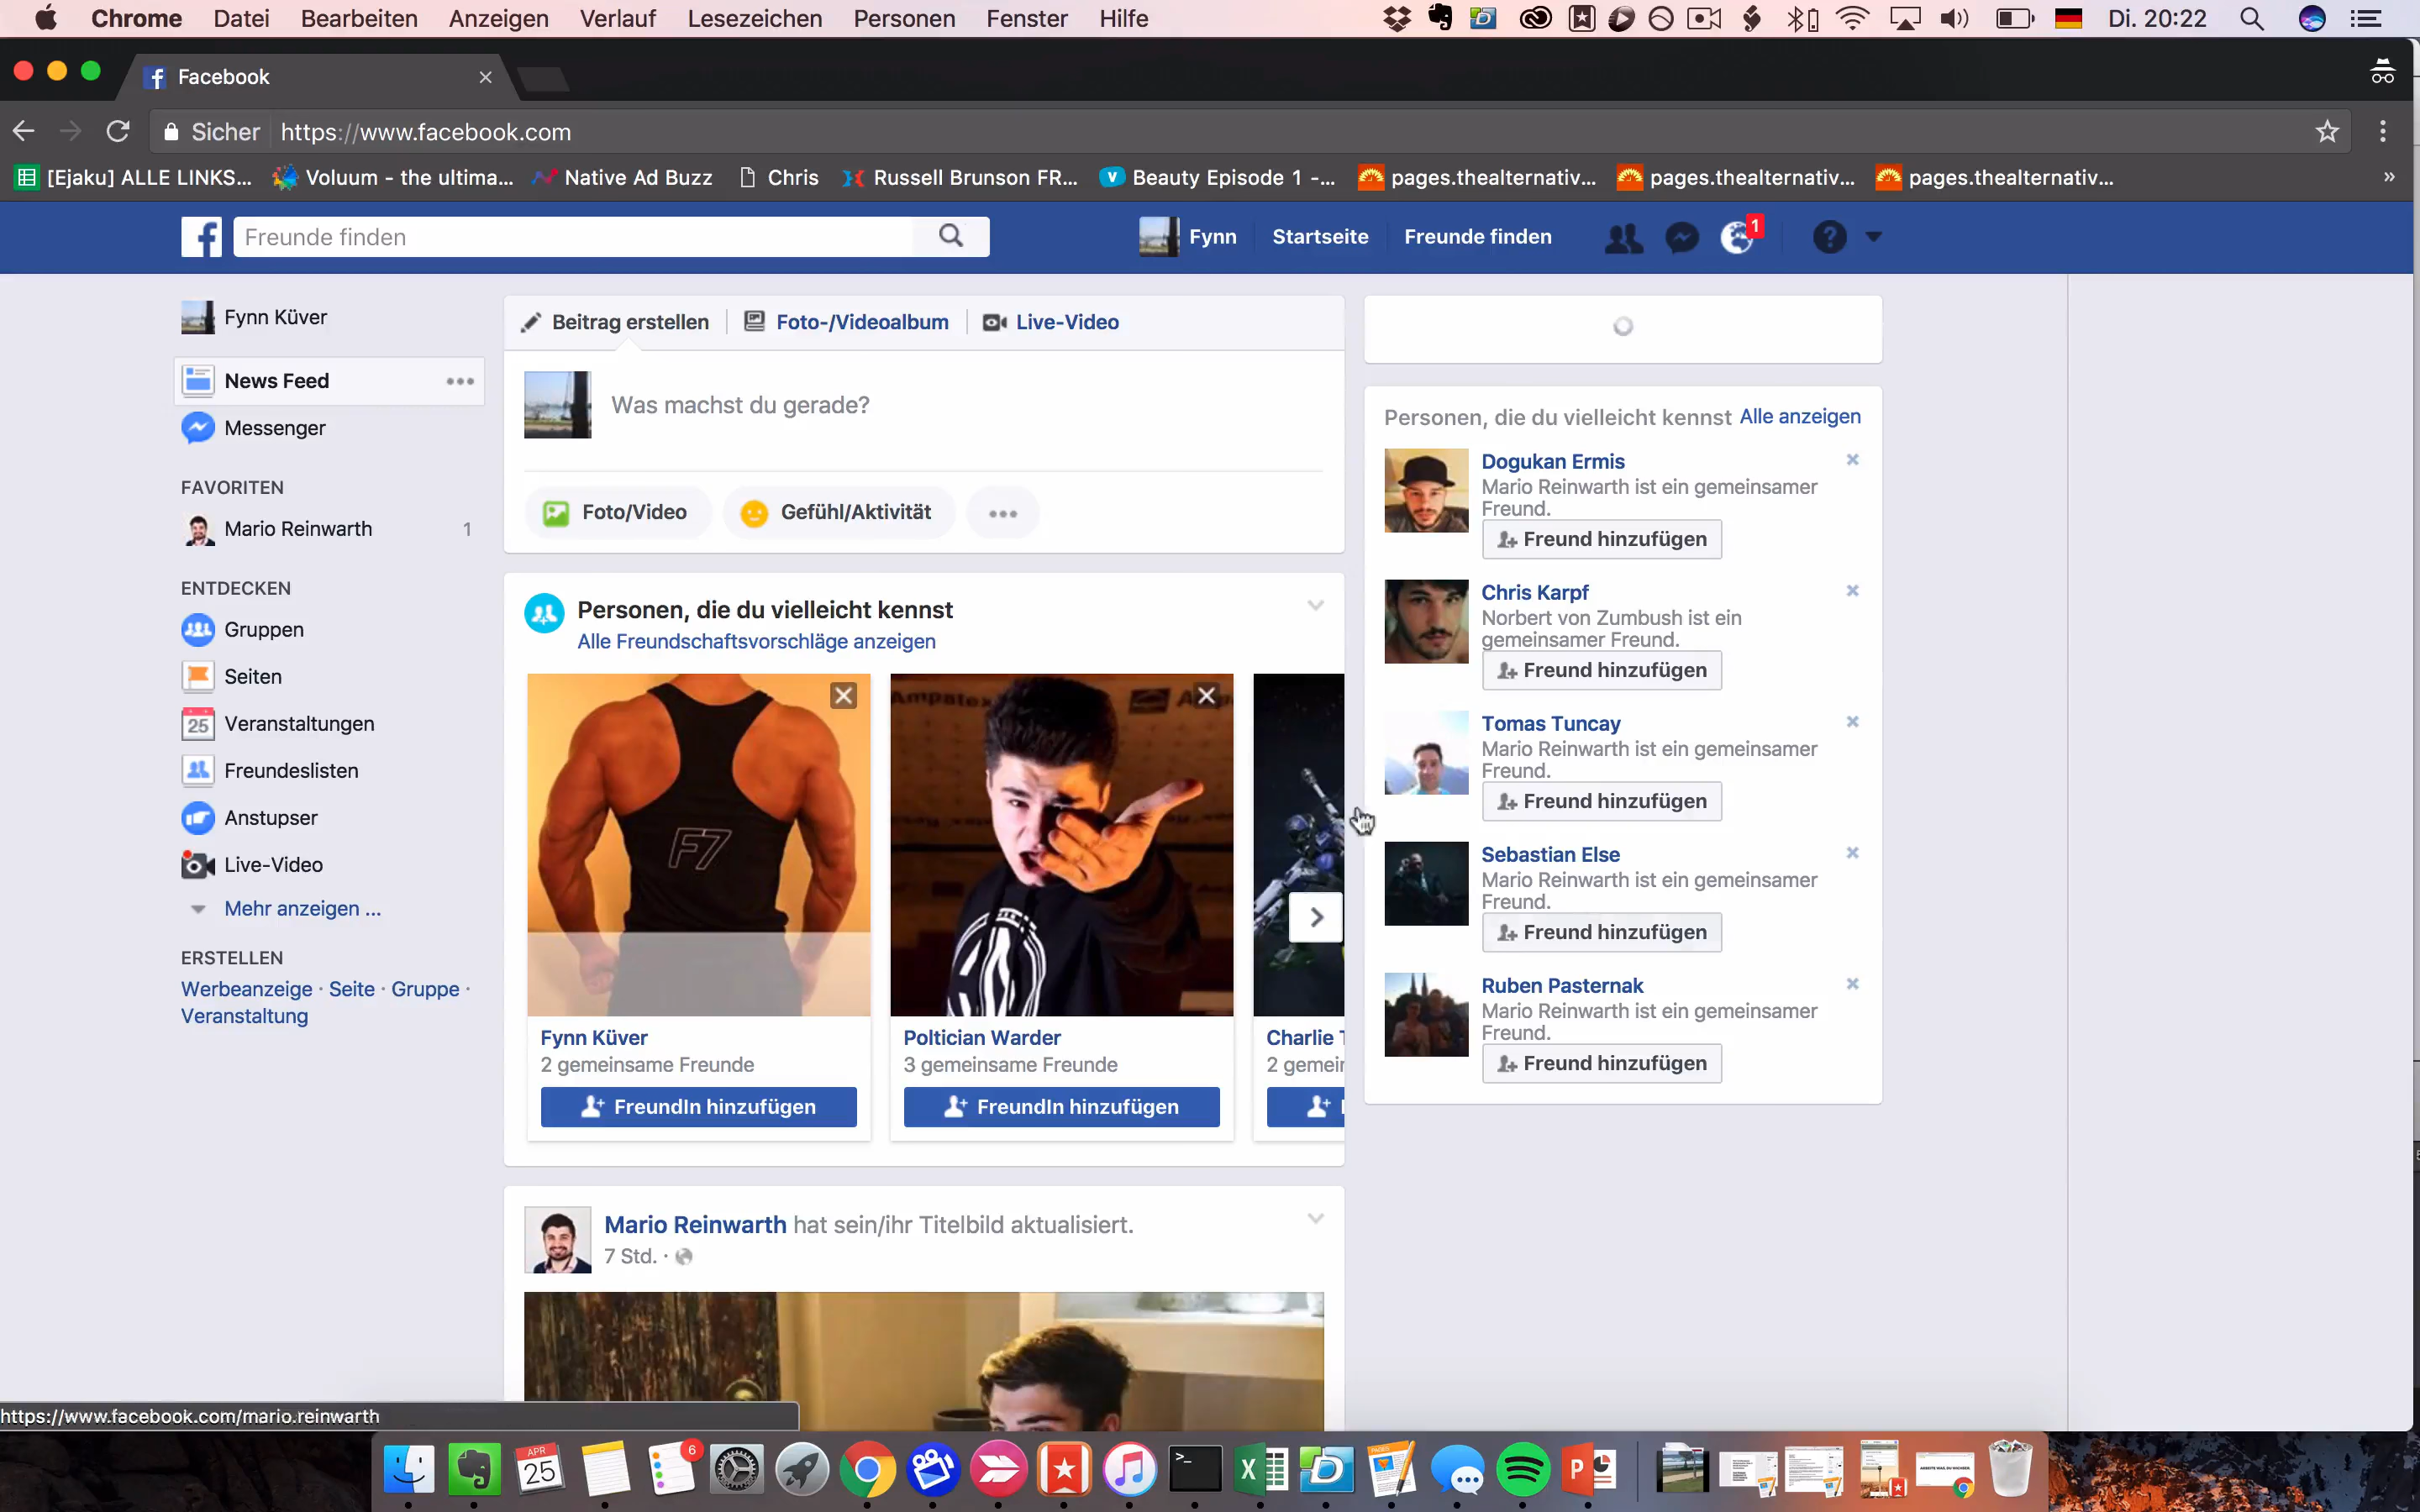 Chrome Datei Bearbeiten Anzeigen Verlauf Lesezeichen Personen Fenster Hilfe Di. 20:22
Facebook
Sicher https://www.facebook.com
[Ejaku] ALLE LINKS... Voluum - the ultima... Native Ad Buzz Chris Russell Brunson FR... Beauty Episode 1 -... pages.thealternativ... pages.thealternativ... pages.thealternativ... »
Freunde finden Fynn Startseite Freunde finden 1
Fynn Küver
News Feed
Messenger
FAVORITEN
Mario Reinwarth 1
ENTDECKEN
Gruppen
Seiten
25 Veranstaltungen
Freundeslisten
Anstupser
Live-Video
Mehr anzeigen ...
ERSTELLEN
Werbeanzeige · Seite · Gruppe ·
Veranstaltung
Beitrag erstellen Foto-/Videoalbum Live-Video
Was machst du gerade?
Foto/Video Gefühl/Aktivität
Personen, die du vielleicht kennst
Alle Freundschaftsvorschläge anzeigen
F7
Ampatex
Fynn Küver
2 gemeinsame Freunde
FreundIn hinzufügen
Poltician Warder
3 gemeinsame Freunde
FreundIn hinzufügen
Charlie
2
Mario Reinwarth hat sein/ihr Titelbild aktualisiert.
7 Std. ·
Personen, die du vielleicht kennst Alle anzeigen
Dogukan Ermis
Mario Reinwarth ist ein gemeinsamer
Freund.
Freund hinzufügen
Chris Karpf
Norbert von Zumbush ist ein
gemeinsamer Freund.
Freund hinzufügen
Tomas Tuncay
Mario Reinwarth ist ein gemeinsamer
Freund.
Freund hinzufügen
Sebastian Else
Mario Reinwarth ist ein gemeinsamer
Freund.
Freund hinzufügen
Ruben Pasternak
Mario Reinwarth ist ein gemeinsamer
Freund.
Freund hinzufügen
https://www.facebook.com/mario.reinwarth
APR
25
6